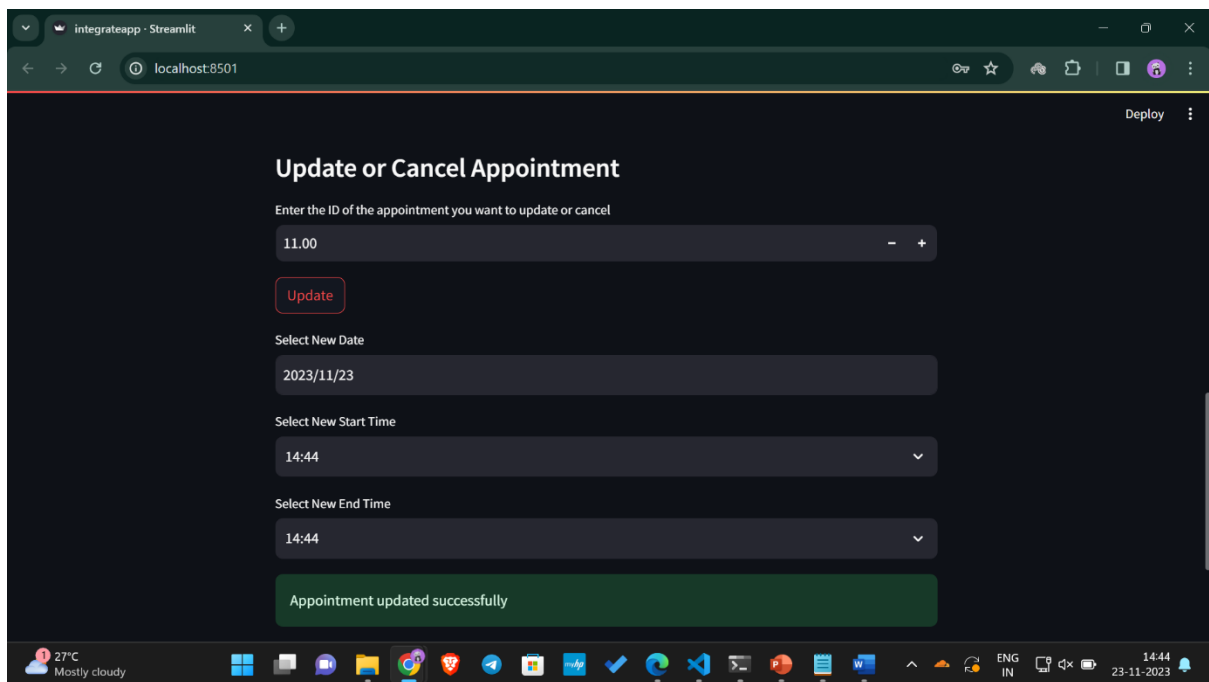 integrateapp · Streamlit
localhost:8501
Deploy
Update or Cancel Appointment
Enter the ID of the appointment you want to update or cancel
11.00
Update
Select New Date
2023/11/23
Select New Start Time
14:44
Select New End Time
14:44
Appointment updated successfully
1
27°C
Mostly cloudy
myhp
ENG
IN
14:44
23-11-2023